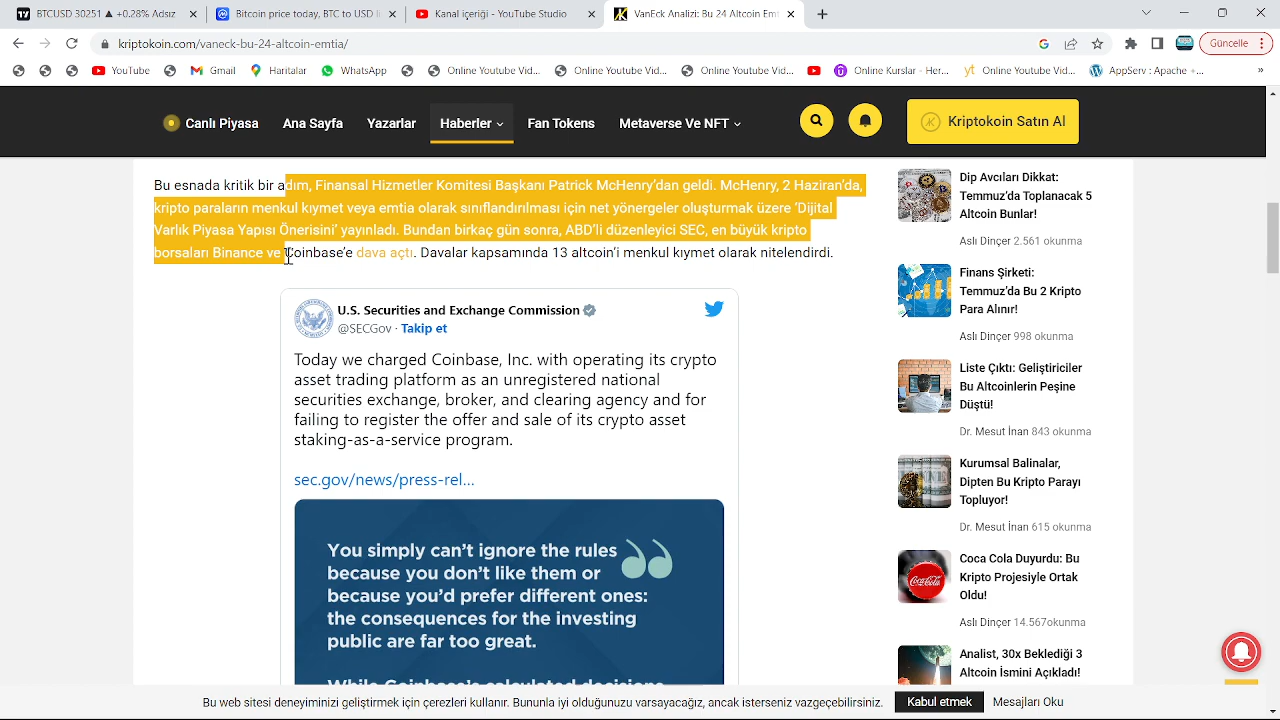 BTCUSD 30251 ▲ +0.28% Adsız
Bitcoin price today, BTC to USD li
Kanal içeriği - YouTube Studio
VanEck Analizi: Bu 24 Altcoin Emt
kriptokoin.com/vaneck-bu-24-altcoin-emtia/
Güncelle
YouTube
Gmail
Haritalar
WhatsApp
Online Youtube Vid...
Online Youtube Vid...
Online Youtube Vid...
Online Kurslar - Her...
Online Youtube Vid...
AppServ : Apache +...
»
Canlı Piyasa
Ana Sayfa
Yazarlar
Haberler
Fan Tokens
Metaverse Ve NFT
Kriptokoin Satın Al
Bu esnada kritik bir adım, Finansal Hizmetler Komitesi Başkanı Patrick McHenry'dan geldi. McHenry, 2 Haziran'da,
kripto paraların menkul kıymet veya emtia olarak sınıflandırılması için net yönergeler oluşturmak üzere 'Dijital
Varlık Piyasa Yapısı Önerisini' yayınladı. Bundan birkaç gün sonra, ABD'li düzenleyici SEC, en büyük kripto
borsaları Binance ve Coinbase'e dava açtı. Davalar kapsamında 13 altcoin'i menkul kıymet olarak nitelendirdi.
U.S. Securities and Exchange Commission
@SECGov · Takip et
Today we charged Coinbase, Inc. with operating its crypto
asset trading platform as an unregistered national
securities exchange, broker, and clearing agency and for
failing to register the offer and sale of its crypto asset
staking-as-a-service program.
sec.gov/news/press-rel...
You simply can't ignore the rules
because you don't like them or
because you'd prefer different ones:
the consequences for the investing
public are far too great.
While Coinbase's calculated decisions
Dip Avcıları Dikkat:
Temmuz'da Toplanacak 5
Altcoin Bunlar!
Aslı Dinçer 2.561 okunma
Finans Şirketi:
Temmuz'da Bu 2 Kripto
Para Alınır!
Aslı Dinçer 998 okunma
Liste Çıktı: Geliştiriciler
Bu Altcoinlerin Peşine
Düştü!
Dr. Mesut İnan 843 okunma
Kurumsal Balinalar,
Dipten Bu Kripto Parayı
Topluyor!
Dr. Mesut İnan 615 okunma
Coca Cola Duyurdu: Bu
Kripto Projesiyle Ortak
Oldu!
Aslı Dinçer 14.567okunma
Analist, 30x Beklediği 3
Altcoin İsmini Açıkladı!
neyiminizi geliştirmek için çerezleri kullanır. Bununla iyi olduğunuzu varsayacağız, ancak isterseniz vazgeçebilirsiniz.
Kabul etmek
Mesajları Oku